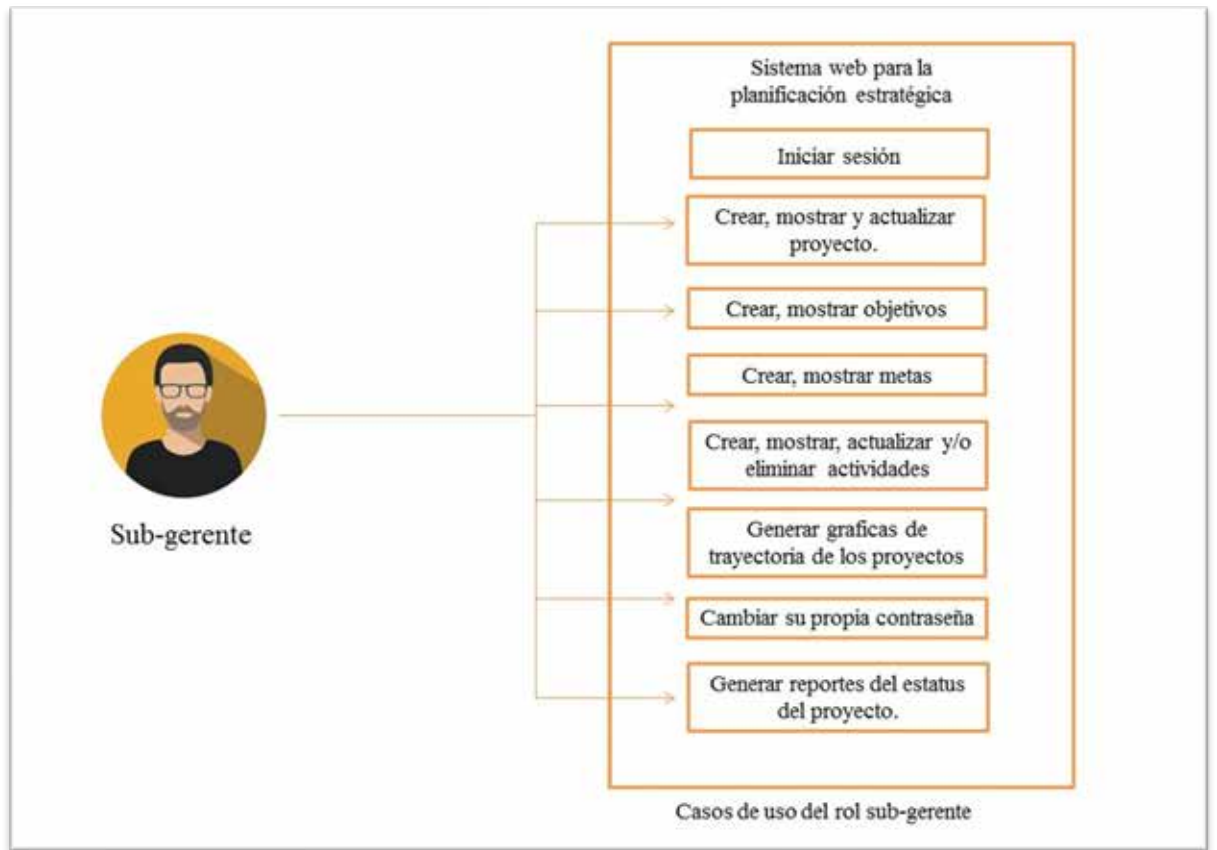 Sistema web para la
planificación estratégica
Iniciar sesión
Crear, mostrar y actualizar
proyecto.
Crear, mostrar objetivos
Crear, mostrar metas
Crear, mostrar, actualizar y/o
eliminar actividades
Generar graficas de
trayectoria de los proyectos
Cambiar su propia contraseña
Generar reportes del estatus
del proyecto.
Sub-gerente
Casos de uso del rol sub-gerente